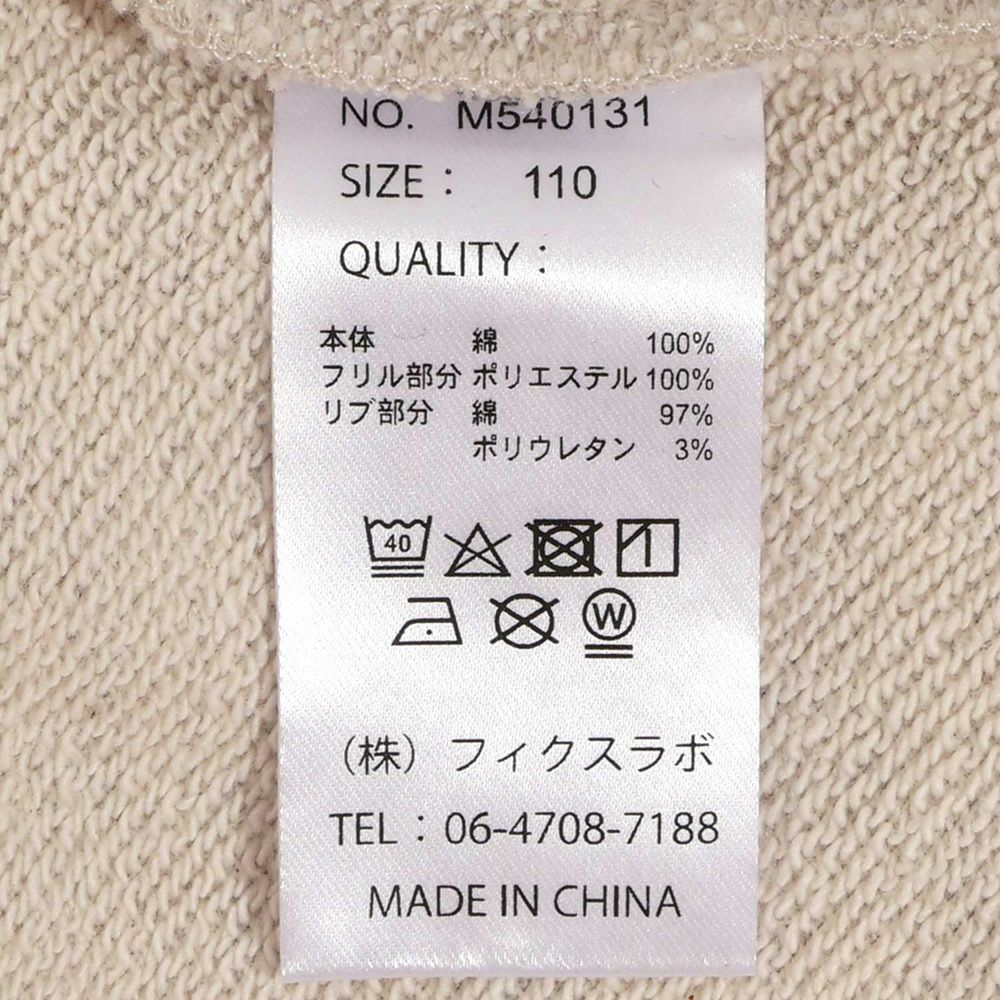 NO. M540131
SIZE : 110
QUALITY :
本体 綿 100%
フリル部分 ポリエステル 100%
リブ部分 綿 97%
ポリウレタン 3%
40
W
(株) フィクスラボ
TEL : 06-4708-7188
MADE IN CHINA